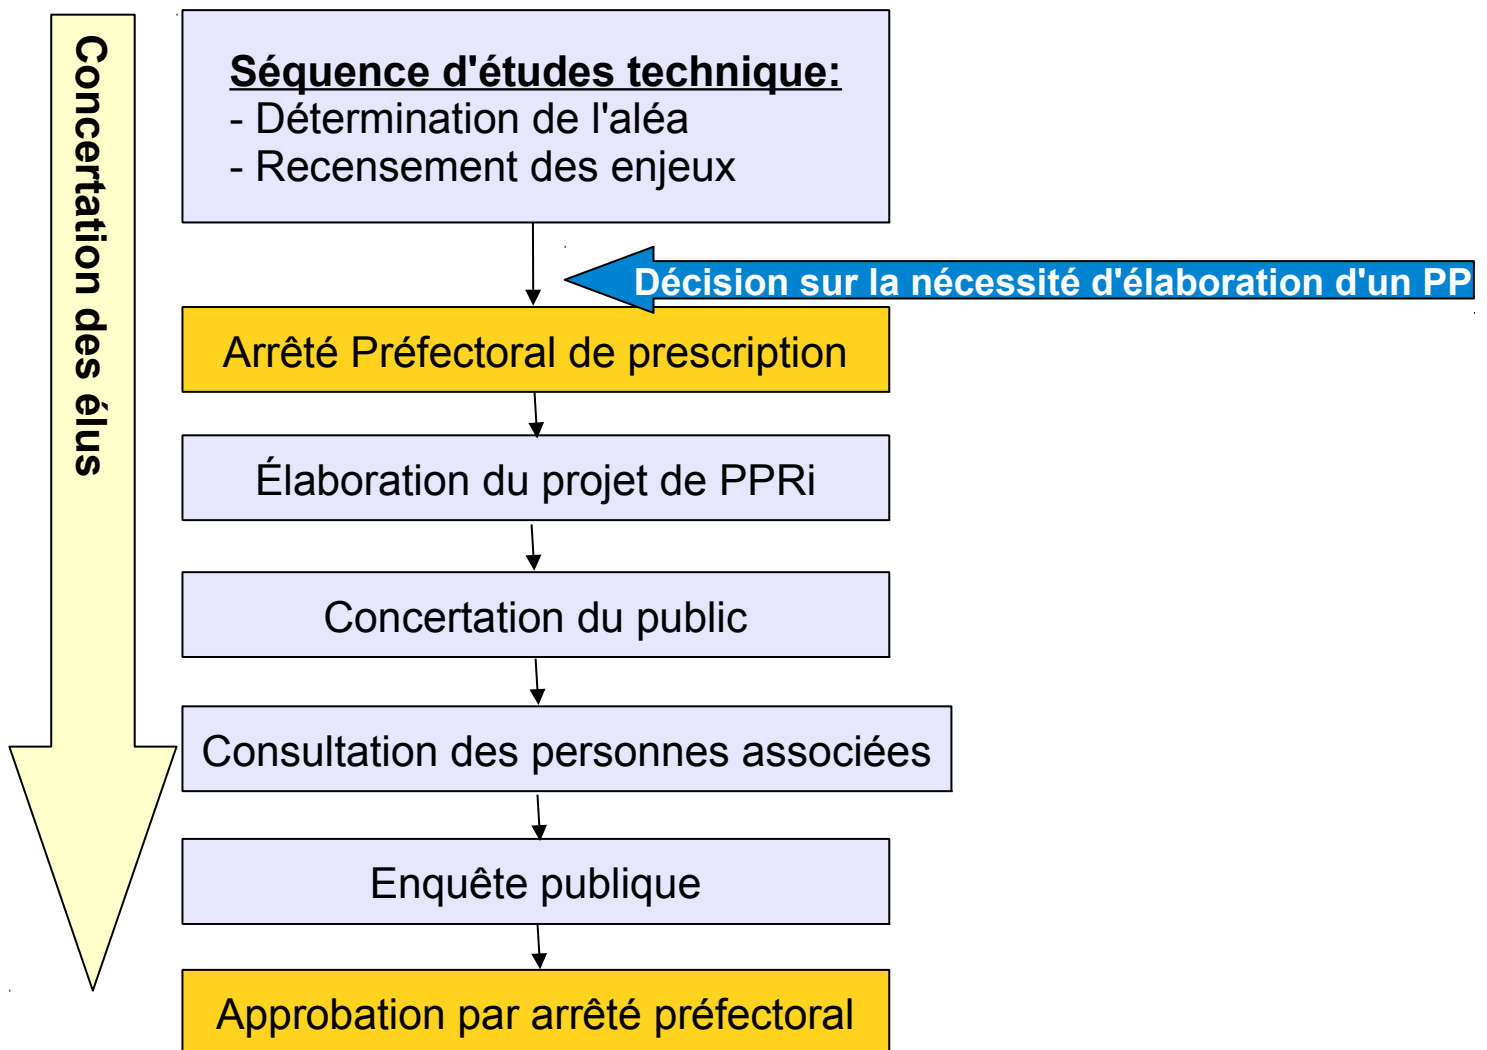 Concertation des élus
Séquence d'études technique:
- Détermination de l'aléa
- Recensement des enjeux
Décision sur la nécessité d'élaboration d'un PP
Arrêté Préfectoral de prescription
Élaboration du projet de PPRi
Concertation du public
Consultation des personnes associées
Enquête publique
Approbation par arrêté préfectoral